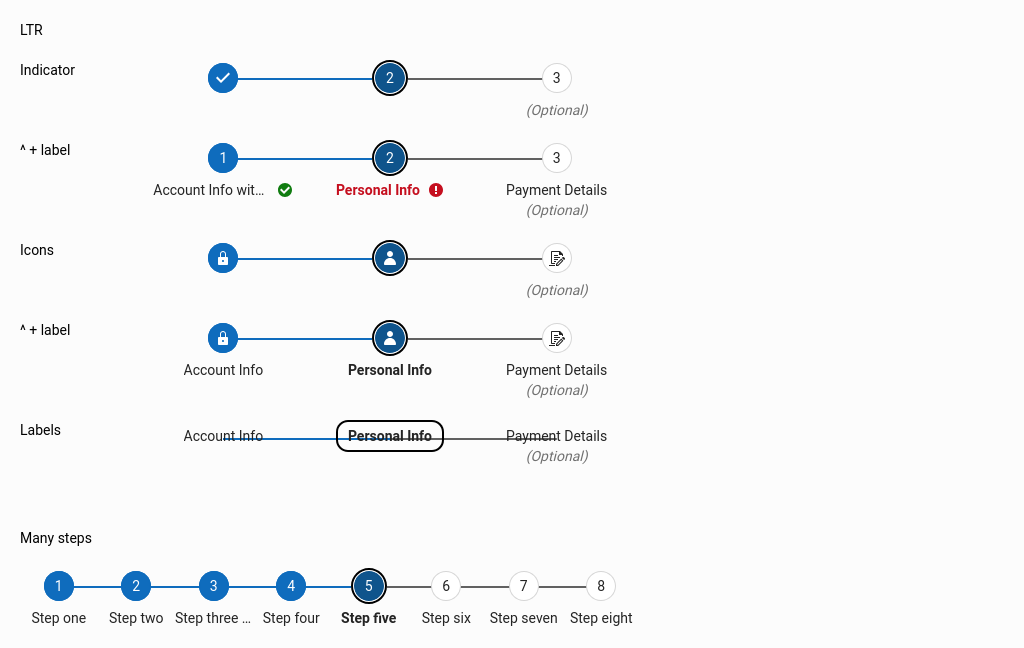 LTR
Indicator
2
3
(Optional)
^ + label
1
2
3
Account Info wit...
Personal Info
Payment Details
(Optional)
Icons
(Optional)
^ + label
Account Info
Personal Info
Payment Details
(Optional)
Labels
Account Info
Personal Info
Payment Details
(Optional)
Many steps
1
2
3
4
5
6
7
8
Step one
Step two
Step three ...
Step four
Step five
Step six
Step seven
Step eight